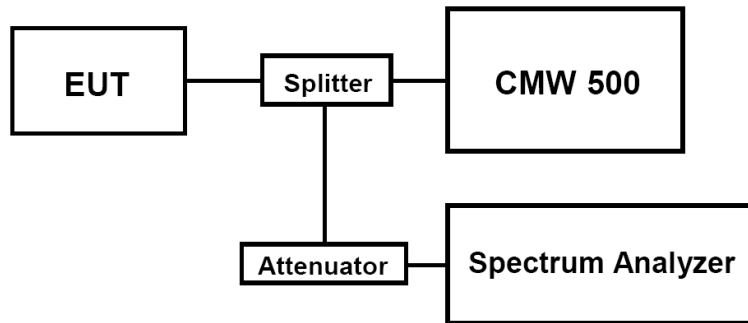 EUT
Splitter
CMW 500
Attenuator
Spectrum Analyzer